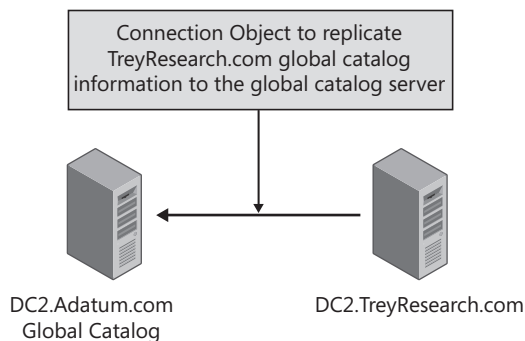 Connection Object to replicate
TreyResearch.com global catalog
information to the global catalog server
DC2.Adatum.com
Global Catalog
DC2.TreyResearch.com